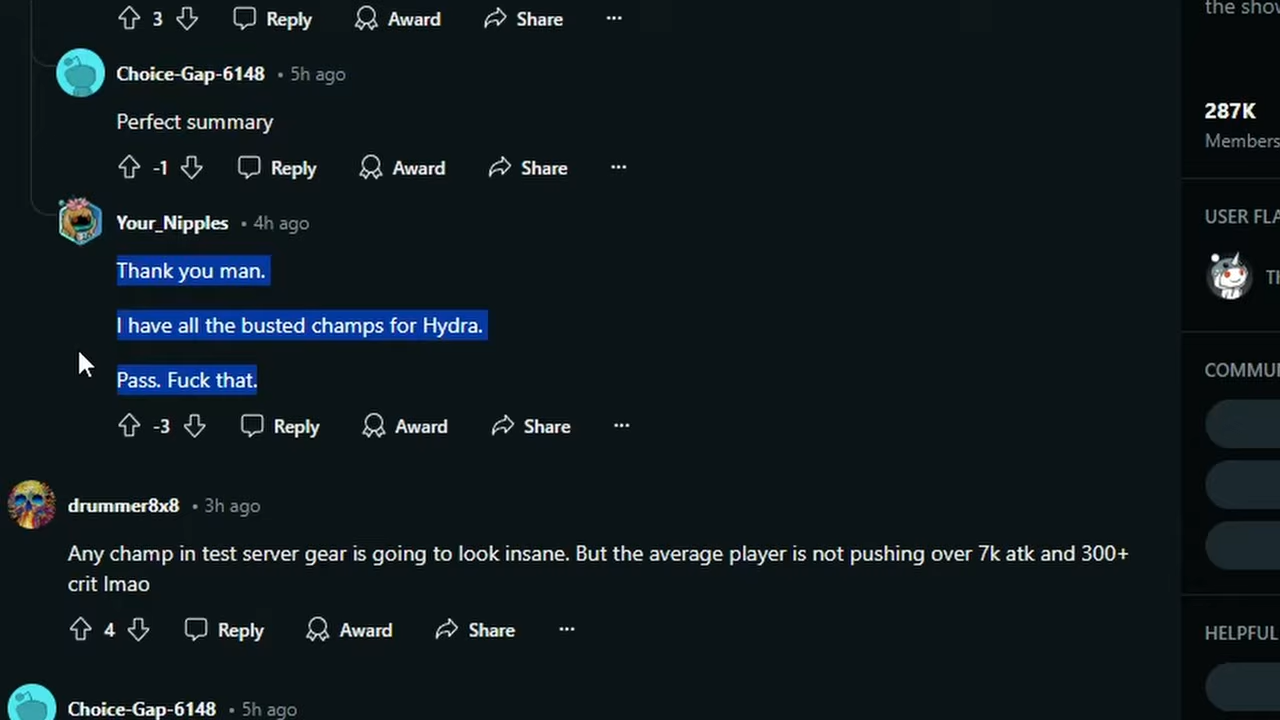 3 Reply Award Share ...
the show
Choice-Gap-6148 • 5h ago
Perfect summary
-1 Reply Award Share ...
287K
Members
Your_Nipples • 4h ago
USER FLA
Thank you man.
I have all the busted champs for Hydra.
Pass. Fuck that.
-3 Reply Award Share ...
COMMU
drummer8x8 • 3h ago
Any champ in test server gear is going to look insane. But the average player is not pushing over 7k atk and 300+
crit lmao
4 Reply Award Share ...
HELPFUL
Choice-Gap-6148 • 5h ago